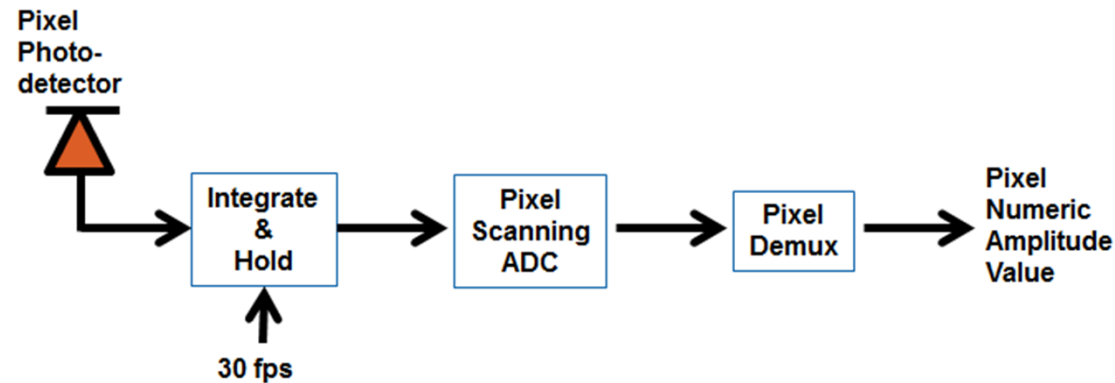 Pixel
Photo-
detector
Integrate
&
Hold
30 fps
Pixel
Scanning
ADC
Pixel
Demux
Pixel
Numeric
Amplitude
Value